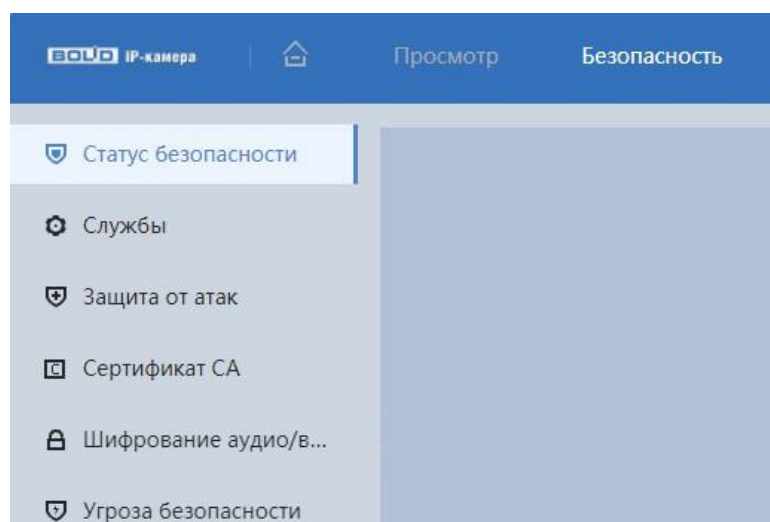 BOLID IP-камера
Просмотр
Безопасность
Статус безопасности
Службы
Защита от атак
Сертификат CA
Шифрование аудио/в...
Угроза безопасности